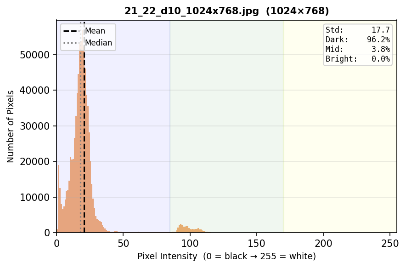 21_22_d10_1024x768.jpg  (1024×768)
Number of Pixels
60000
50000
40000
30000
20000
10000
0
Mean
Median
Std: 17.7
Dark: 96.2%
Mid: 3.8%
Bright: 0.0%
0 50 100 150 200 250
Pixel Intensity  (0 = black → 255 = white)